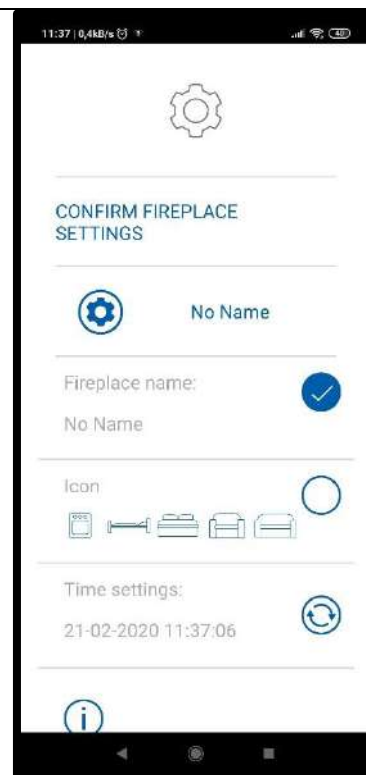 11:37 | 0,4kB/s
40
CONFIRM FIREPLACE
SETTINGS
No Name
Fireplace name:
No Name
Icon
Time settings:
21-02-2020 11:37:06
i